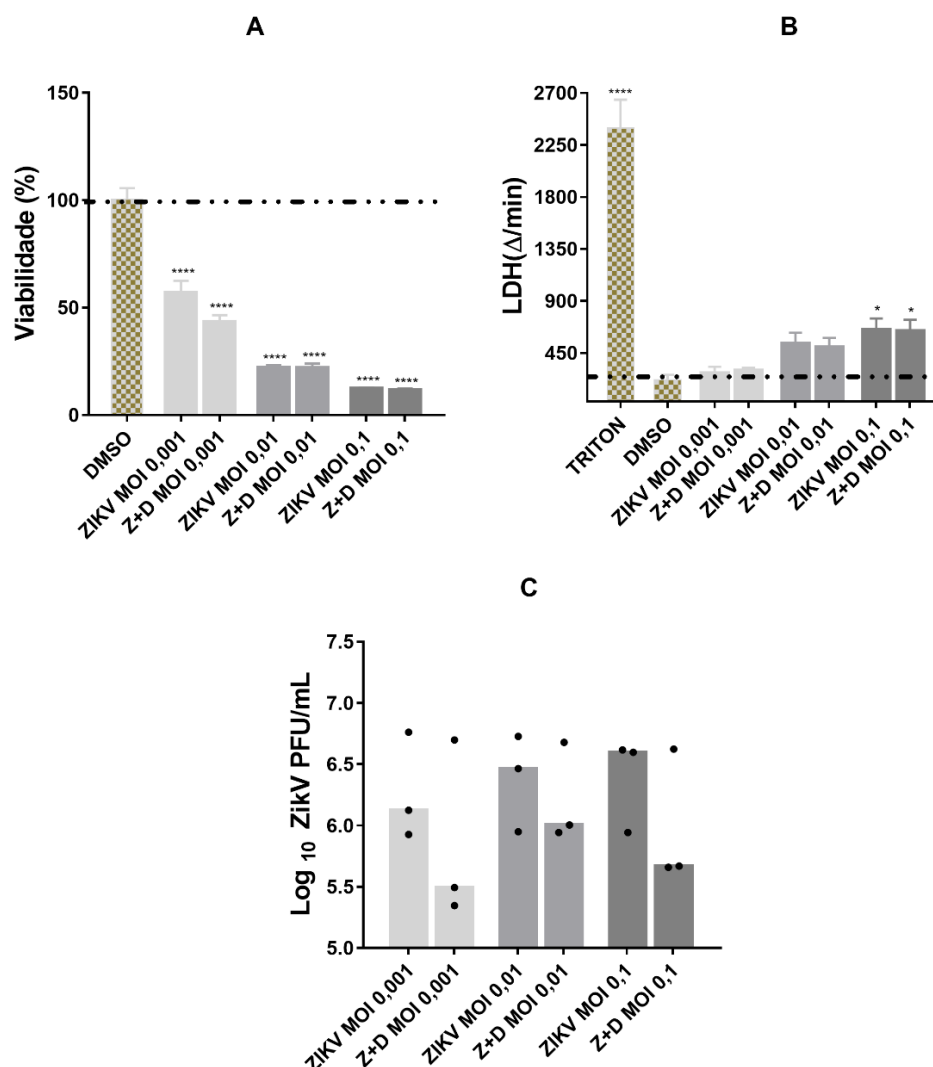 A
Viabilidade (%)
150
100
50
0
****
****
****
****
****
****
DMSO
ZIKV MOI 0,001
Z+D MOI 0,001
ZIKV MOI 0,01
Z+D MOI 0,01
ZIKV MOI 0,1
Z+D MOI 0,1
B
LDH(Δ/min)
2700
2250
1800
1350
900
450
****
*
*
TRITON
DMSO
ZIKV MOI 0,001
Z+D MOI 0,001
ZIKV MOI 0,01
Z+D MOI 0,01
ZIKV MOI 0,1
Z+D MOI 0,1
C
Log 10 ZikV PFU/mL
7.5
7.0
6.5
6.0
5.5
5.0
ZIKV MOI 0,001
Z+D MOI 0,001
ZIKV MOI 0,01
Z+D MOI 0,01
ZIKV MOI 0,1
Z+D MOI 0,1